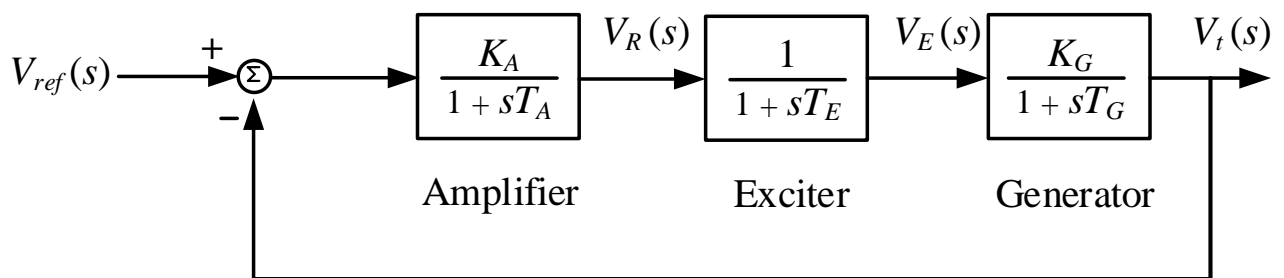 V_ref(s)
+
Σ
−
K_A
1 + sT_A
V_R(s)
1
1 + sT_E
V_E(s)
K_G
1 + sT_G
V_t(s)
Amplifier
Exciter
Generator